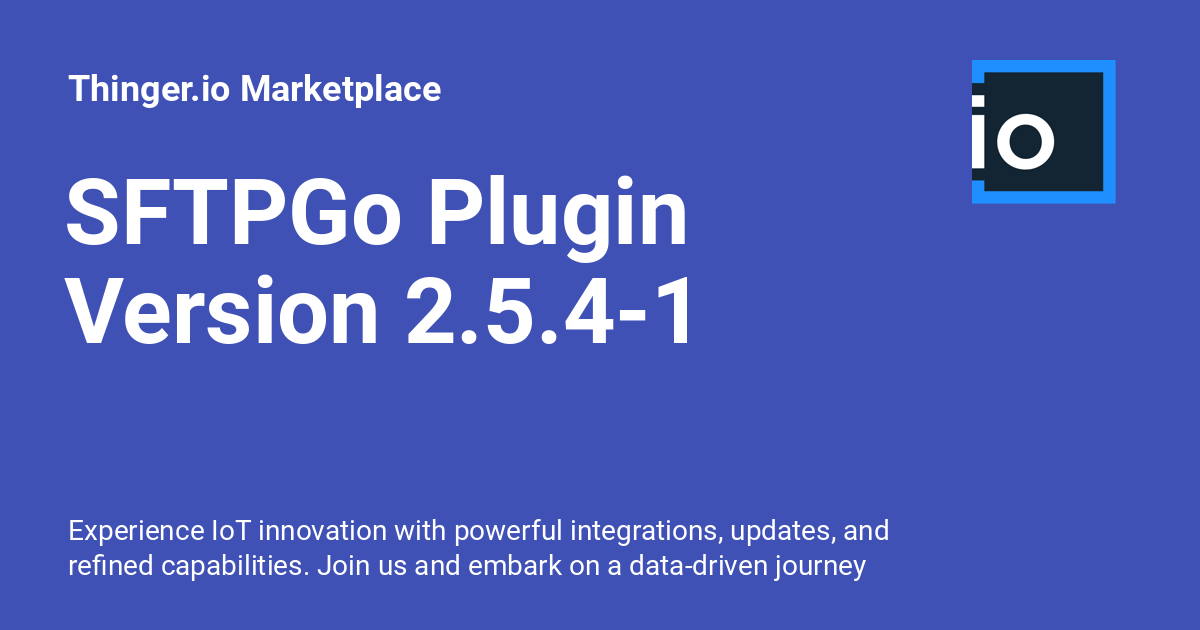 Thinger.io Marketplace
io
SFTPGo Plugin
Version 2.5.4-1
Experience IoT innovation with powerful integrations, updates, and
refined capabilities. Join us and embark on a data-driven journey